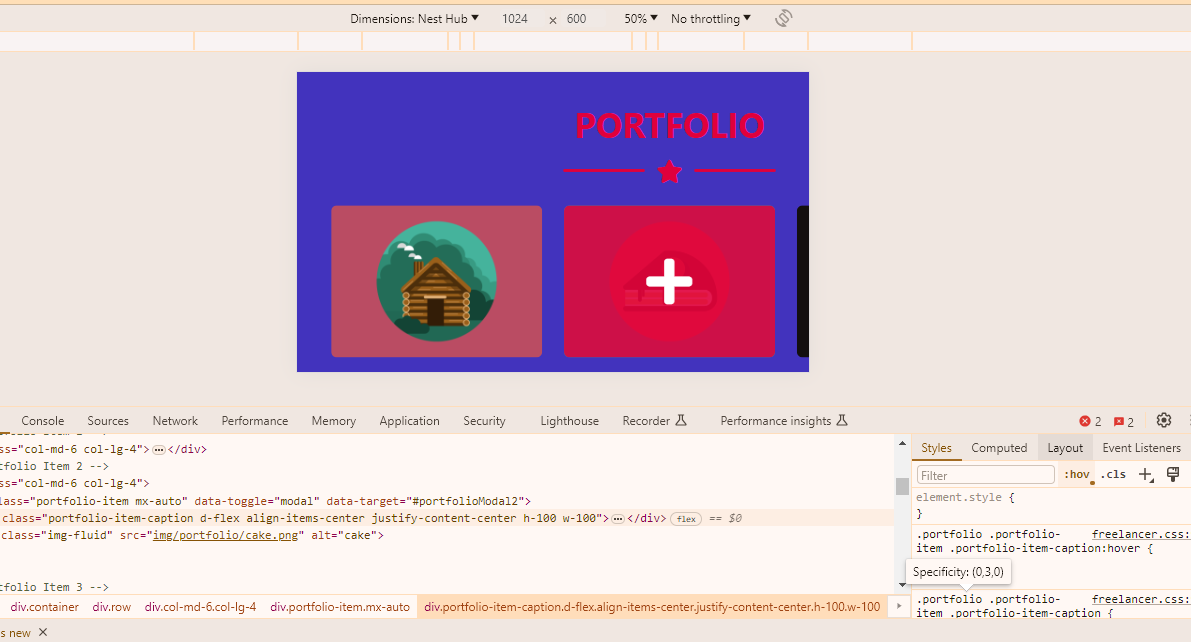 Dimensions: Nest Hub 1024 × 600 50% No throttling
PORTFOLIO
Console Sources Network Performance Memory Application Security Lighthouse Recorder Performance insights 2 2
ss="col-md-6 col-lg-4"> </div>
tfolio Item 2 -->
ss="col-md-6 col-lg-4">
lass="portfolio-item mx-auto" data-toggle="modal" data-target="#portfolioModal2">
class="portfolio-item-caption d-flex align-items-center justify-content-center h-100 w-100">…</div> flex == $0
class="img-fluid" src="img/portfolio/cake.png" alt="cake">
tfolio Item 3 -->
div.container div.row div.col-md-6.col-lg-4 div.portfolio-item.mx-auto div.portfolio-item-caption.d-flex.align-items-center.justify-content-center.h-100.w-100
s new
Styles Computed Layout Event Listeners
Filter :hov .cls
element.style {
}
.portfolio .portfolio- freelancer.css:
item .portfolio-item-caption:hover {
Specificity: (0,3,0)
.portfolio .portfolio- freelancer.css:
item .portfolio-item-caption {